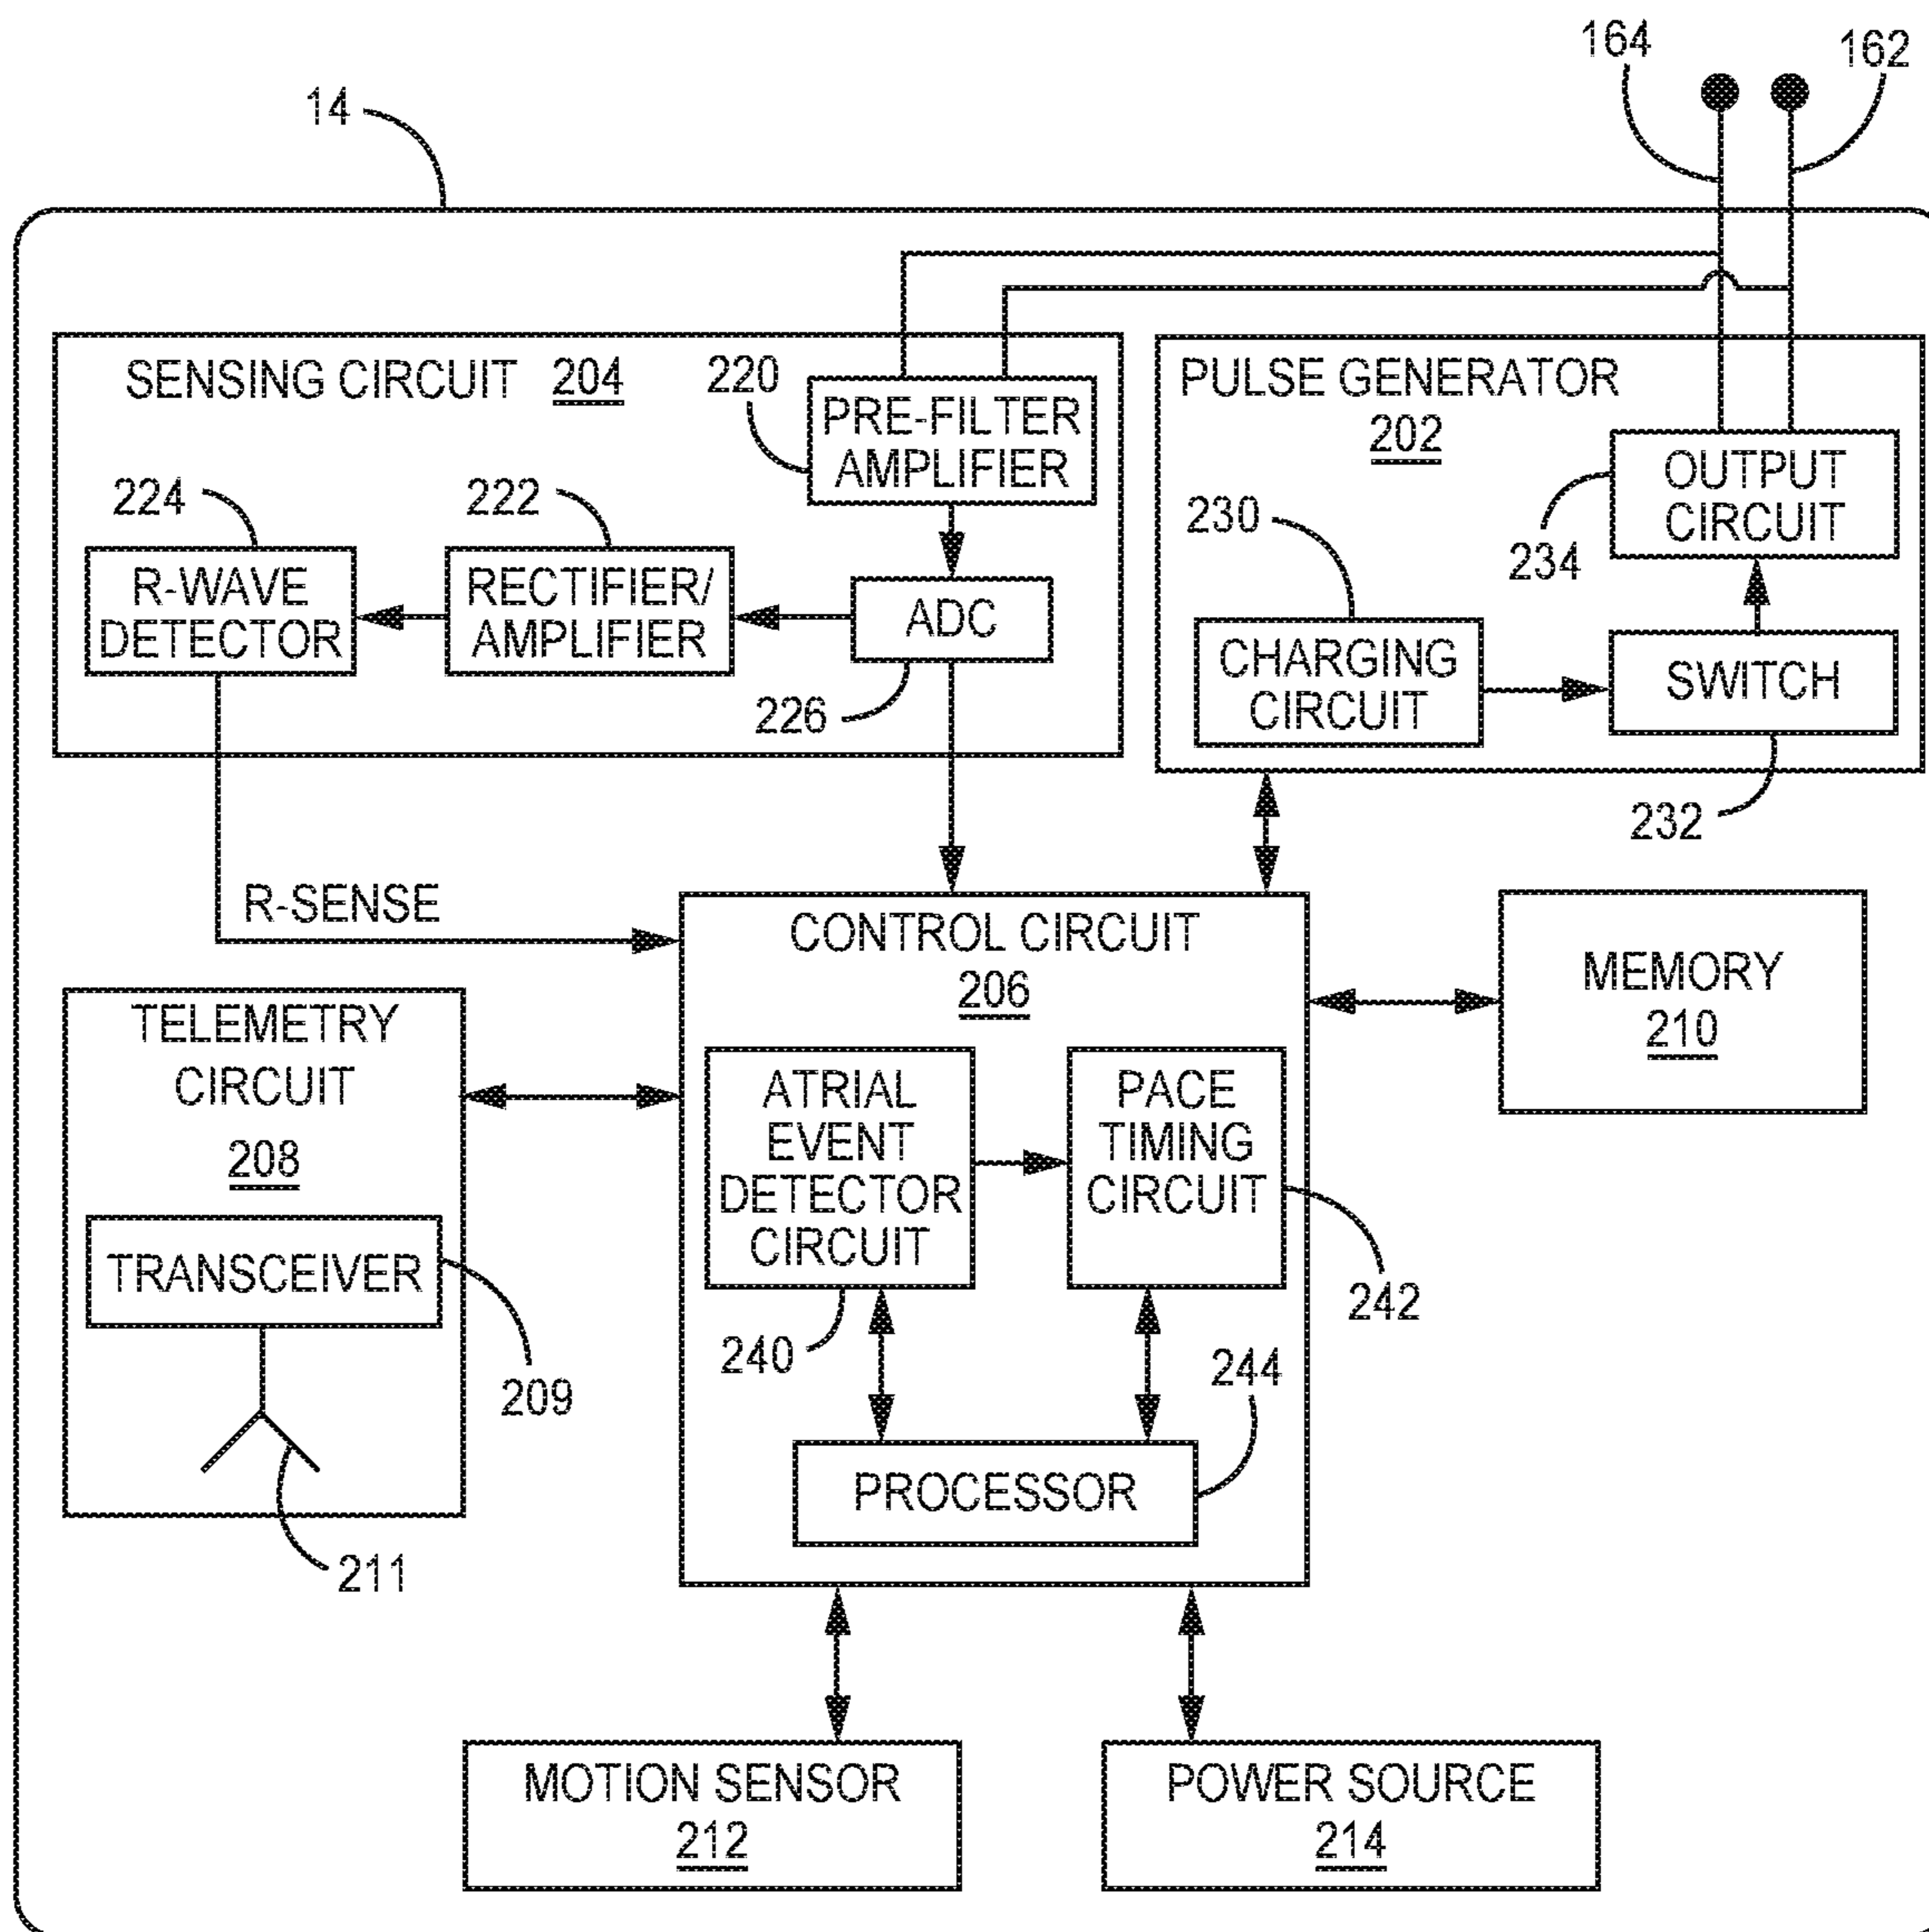 164
162
14
SENSING CIRCUIT 204
220
PRE-FILTER
AMPLIFIER
PULSE GENERATOR
202
OUTPUT
CIRCUIT
234
224
222
230
R-WAVE
DETECTOR
RECTIFIER/
AMPLIFIER
ADC
226
CHARGING
CIRCUIT
SWITCH
232
R-SENSE
CONTROL CIRCUIT
206
MEMORY
210
TELEMETRY
CIRCUIT
208
TRANSCEIVER
209
211
ATRIAL
EVENT
DETECTOR
CIRCUIT
240
PACE
TIMING
CIRCUIT
242
244
PROCESSOR
MOTION SENSOR
212
POWER SOURCE
214